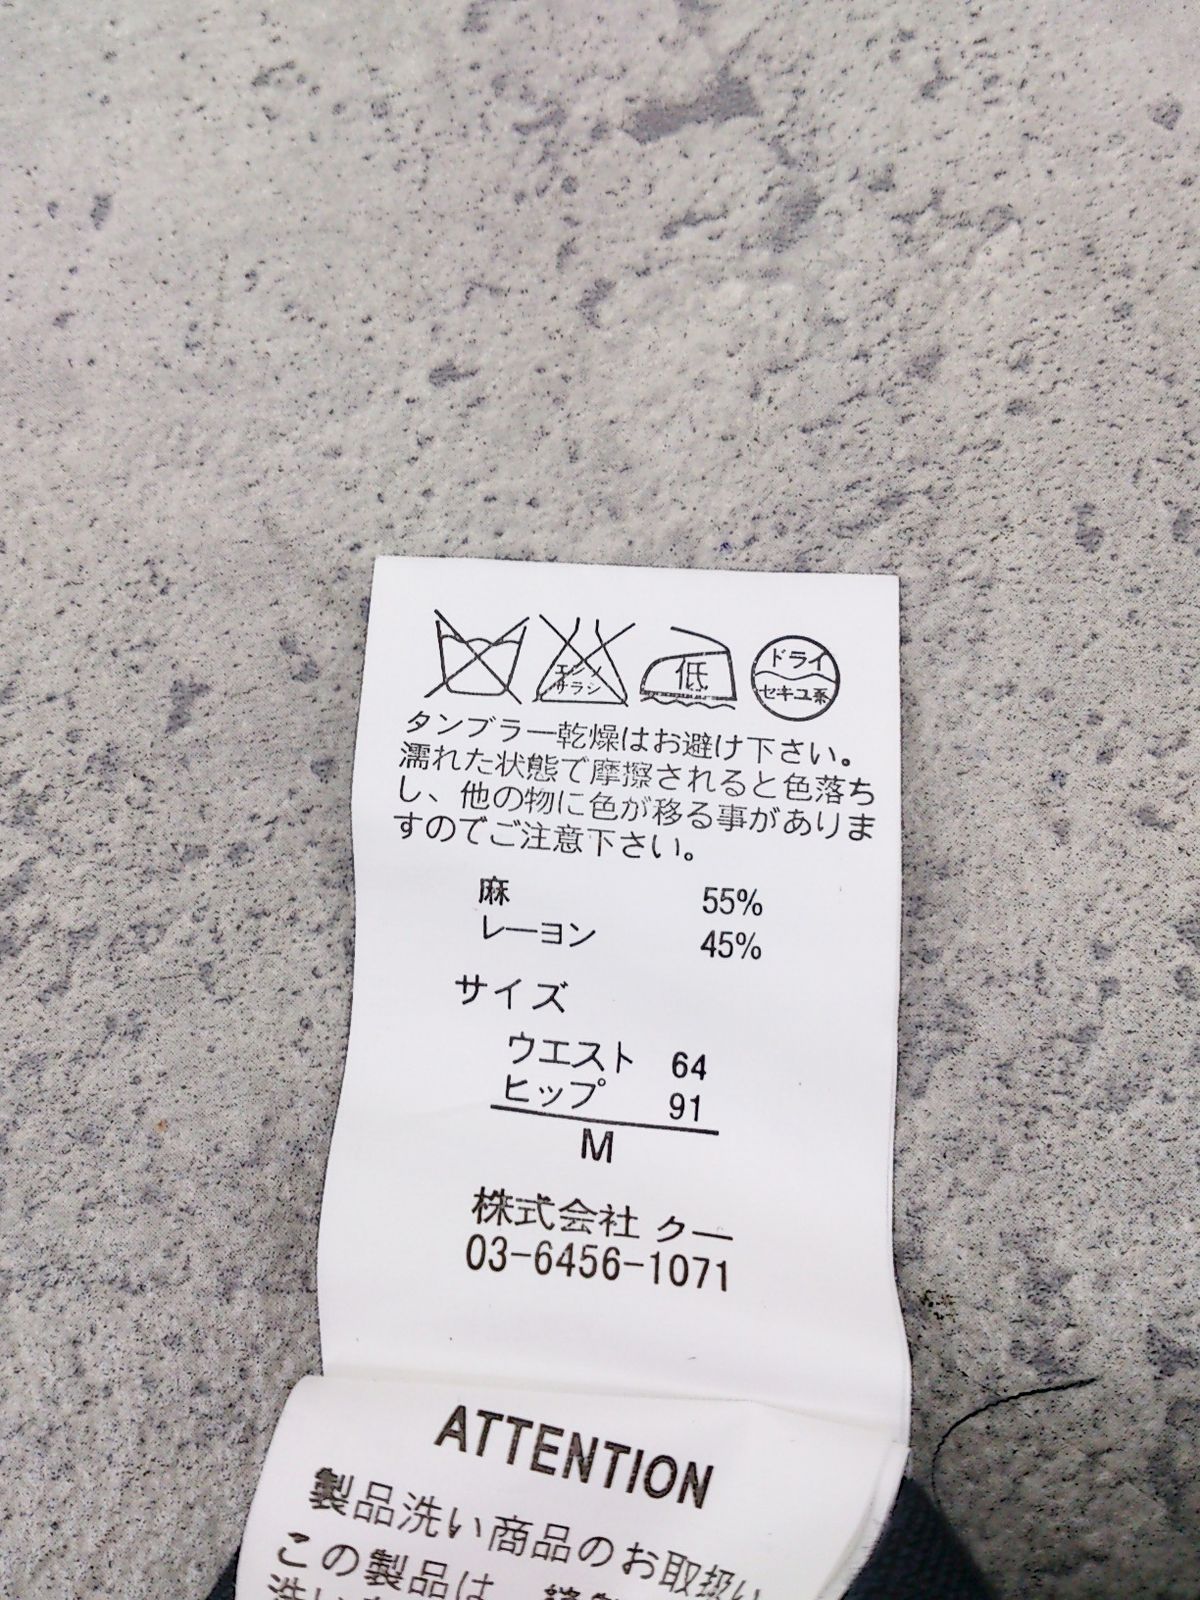 エンソ
サラシ
低
ドライ
セキユ系
タンブラー乾燥はお避け下さい。
濡れた状態で摩擦されると色落ち
し、他の物に色が移る事がありま
すのでご注意下さい。
麻 55%
レーヨン 45%
サイズ
ウエスト 64
ヒップ 91
M
株式会社 クー
03-6456-1071
ATTENTION
製品洗い商品のお取扱い
この製品は、縫製
洗い